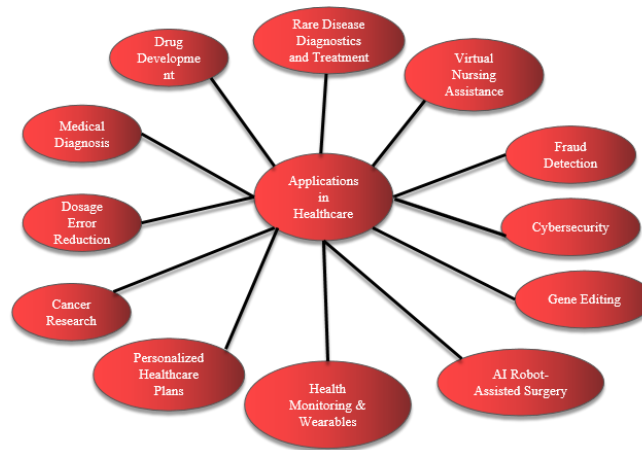 Rare Disease
Diagnostics
and Treatment
Drug
Developme
nt
Virtual
Nursing
Assistance
Medical
Diagnosis
Fraud
Detection
Applications
in
Healthcare
Dosage
Error
Reduction
Cybersecurity
Cancer
Research
Gene Editing
Personalized
Healthcare
Plans
Health
Monitoring &
Wearables
AI Robot-
Assisted Surgery